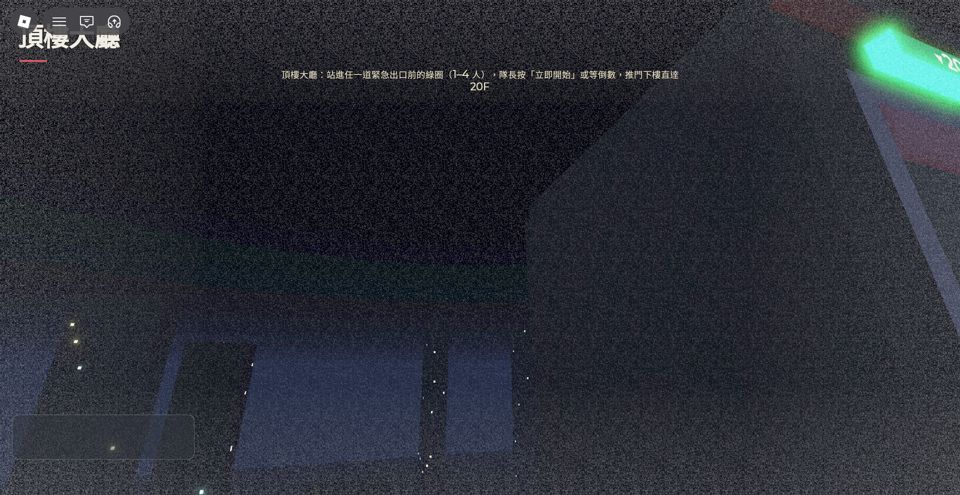 頂樓大廳
頂樓大廳：站進任一道緊急出口前的綠圈（1–4 人），隊長按「立即開始」或等倒數，推門下樓直達
20F